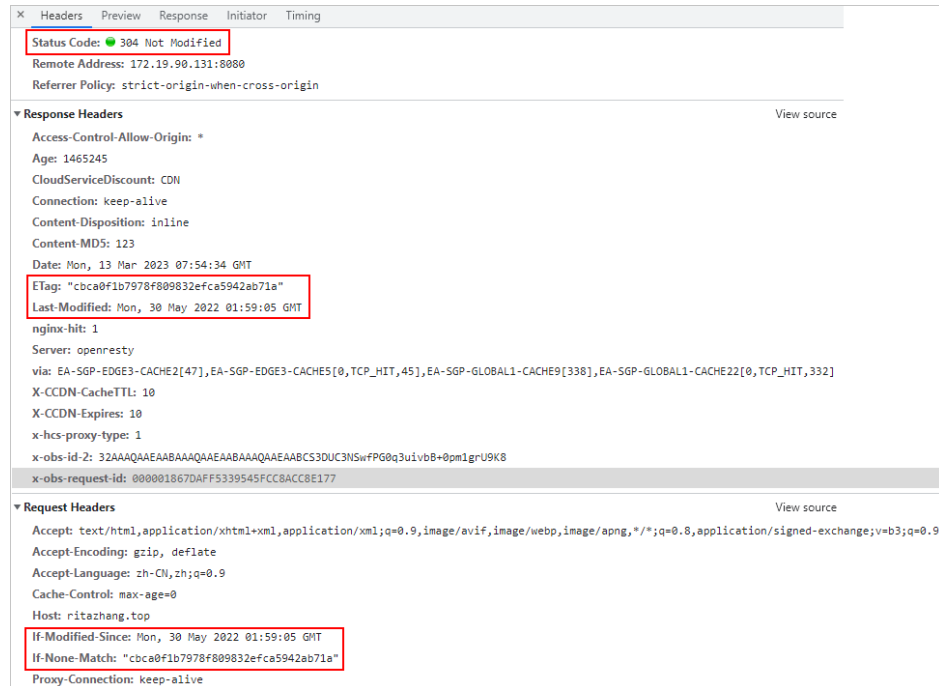 × Headers Preview Response Initiator Timing
Status Code: 304 Not Modified
Remote Address: 172.19.90.131:8080
Referrer Policy: strict-origin-when-cross-origin
Response Headers View source
Access-Control-Allow-Origin: *
Age: 1465245
CloudServiceDiscount: CDN
Connection: keep-alive
Content-Disposition: inline
Content-MD5: 123
Date: Mon, 13 Mar 2023 07:54:34 GMT
ETag: "cbca0f1b7978f809832efca5942ab71a"
Last-Modified: Mon, 30 May 2022 01:59:05 GMT
nginx-hit: 1
Server: openresty
via: EA-SGP-EDGE3-CACHE2[47],EA-SGP-EDGE3-CACHE5[0,TCP_HIT,45],EA-SGP-GLOBAL1-CACHE9[338],EA-SGP-GLOBAL1-CACHE22[0,TCP_HIT,332]
X-CCDN-CacheTTL: 10
X-CCDN-Expires: 10
x-hcs-proxy-type: 1
x-obs-id-2: 32AAAQAAEAABAAAQAAEAABAAAQAAEAABCS3DUC3NSwfPG0q3uivbB+0pm1grU9K8
x-obs-request-id: 000001867DAFF5339545FCC8ACC8E177
Request Headers View source
Accept: text/html,application/xhtml+xml,application/xml;q=0.9,image/avif,image/webp,image/apng,*/*;q=0.8,application/signed-exchange;v=b3;q=0.9
Accept-Encoding: gzip, deflate
Accept-Language: zh-CN,zh;q=0.9
Cache-Control: max-age=0
Host: ritazhang.top
If-Modified-Since: Mon, 30 May 2022 01:59:05 GMT
If-None-Match: "cbca0f1b7978f809832efca5942ab71a"
Proxy-Connection: keep-alive